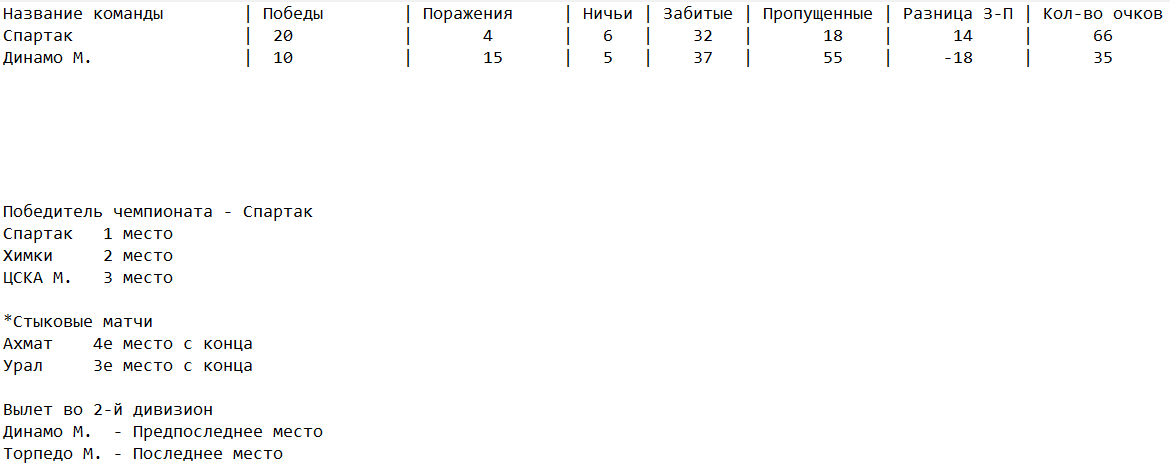 Название команды | Победы | Поражения | Ничьи | Забитые | Пропущенные | Разница З-П | Кол-во очков
Спартак | 20 | 4 | 6 | 32 | 18 | 14 | 66
Динамо М. | 10 | 15 | 5 | 37 | 55 | -18 | 35
Победитель чемпионата - Спартак
Спартак 1 место
Химки 2 место
ЦСКА М. 3 место
*Стыковые матчи
Ахмат 4е место с конца
Урал 3е место с конца
Вылет во 2-й дивизион
Динамо М. - Предпоследнее место
Торпедо М. - Последнее место